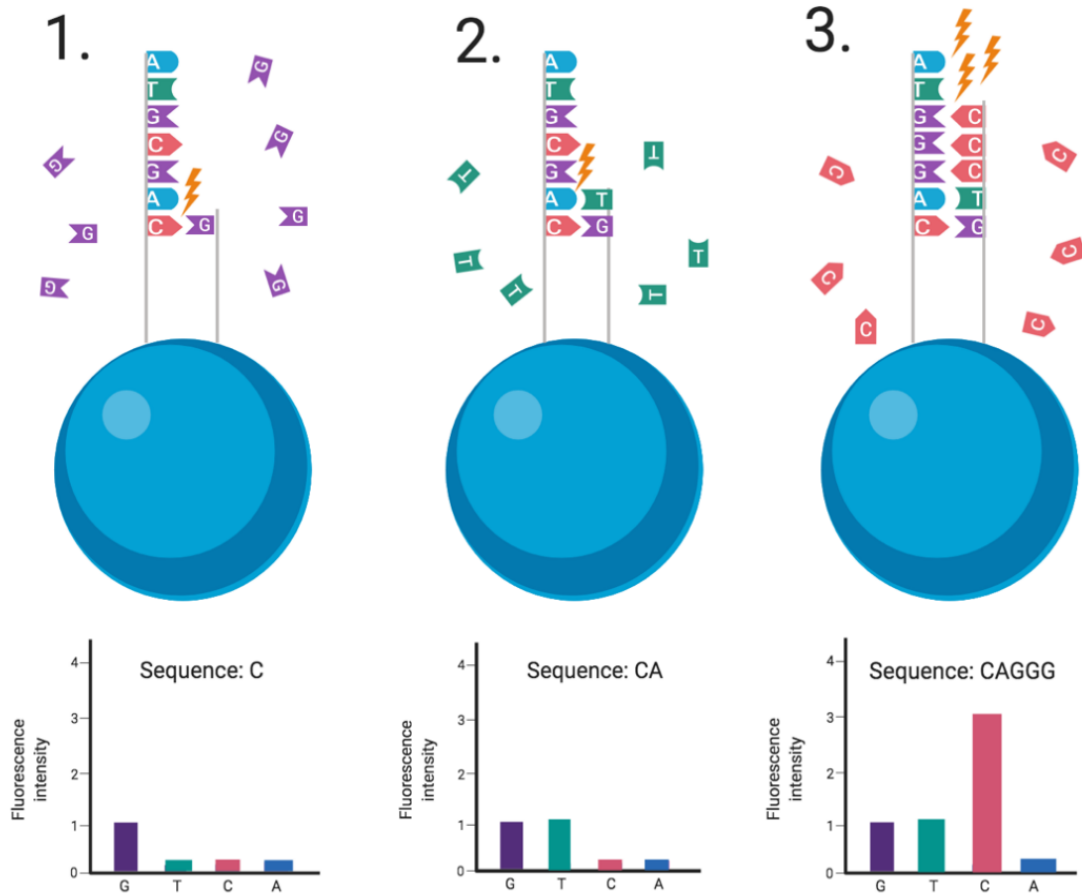 1.
A
T
G
C
G
A
C G
G
G
G
G
G
G
G
2.
A
T
G
C
G
A T
C G
T
T
T
T
T
T
3.
A
T
G C
G C
G C
A T
C G
C
C
C
C
C
C
Sequence: C
Fluorescence
intensity
4
3
2
1
0
G T C A
Sequence: CA
Fluorescence
intensity
4
3
2
1
0
G T C A
Sequence: CAGGG
Fluorescence
intensity
4
3
2
1
0
G T C A